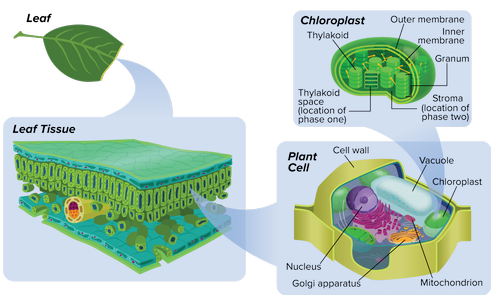 Leaf
Leaf Tissue
Chloroplast
Outer membrane
Thylakoid
Inner
membrane
Granum
Thylakoid
space
(location of
phase one)
Stroma
(location of
phase two)
Plant
Cell
Cell wall
Vacuole
Chloroplast
Nucleus
Golgi apparatus
Mitochondrion